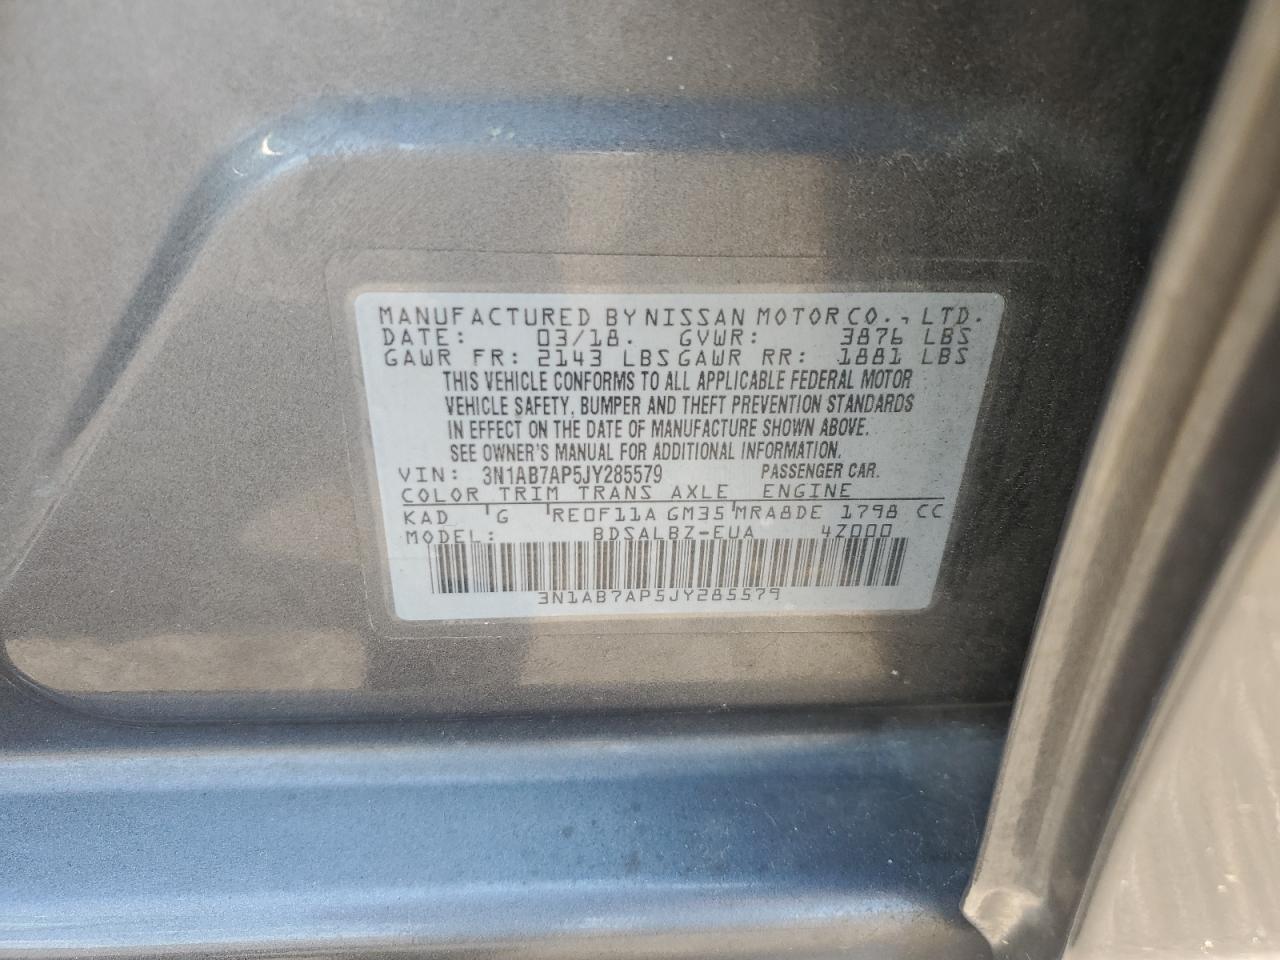 MANUFACTURED BY NISSAN MOTOR CO., LTD.
DATE: 03/18. GVWR: 3876 LBS
GAWR FR: 2143 LBS GAWR RR: 1881 LBS
THIS VEHICLE CONFORMS TO ALL APPLICABLE FEDERAL MOTOR
VEHICLE SAFETY, BUMPER AND THEFT PREVENTION STANDARDS
IN EFFECT ON THE DATE OF MANUFACTURE SHOWN ABOVE.
SEE OWNER'S MANUAL FOR ADDITIONAL INFORMATION.
VIN: 3N1AB7AP5JY285579 PASSENGER CAR.
COLOR TRIM TRANS AXLE ENGINE
KAD G RE0F11A GM35 MRA8DE 1798 CC
MODEL: BDSALBZ-EUA 4Z000
3N1AB7AP5JY285579